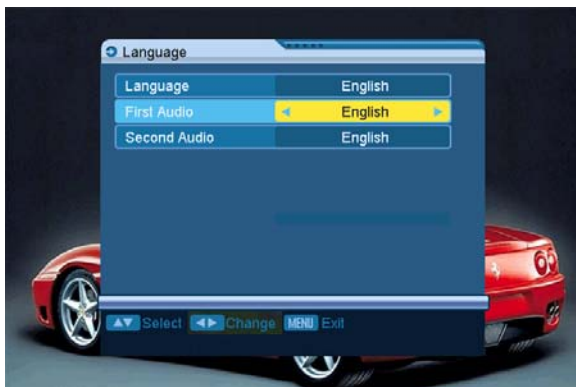 Language
Language English
First Audio English
Second Audio English
Select Change MENU Exit